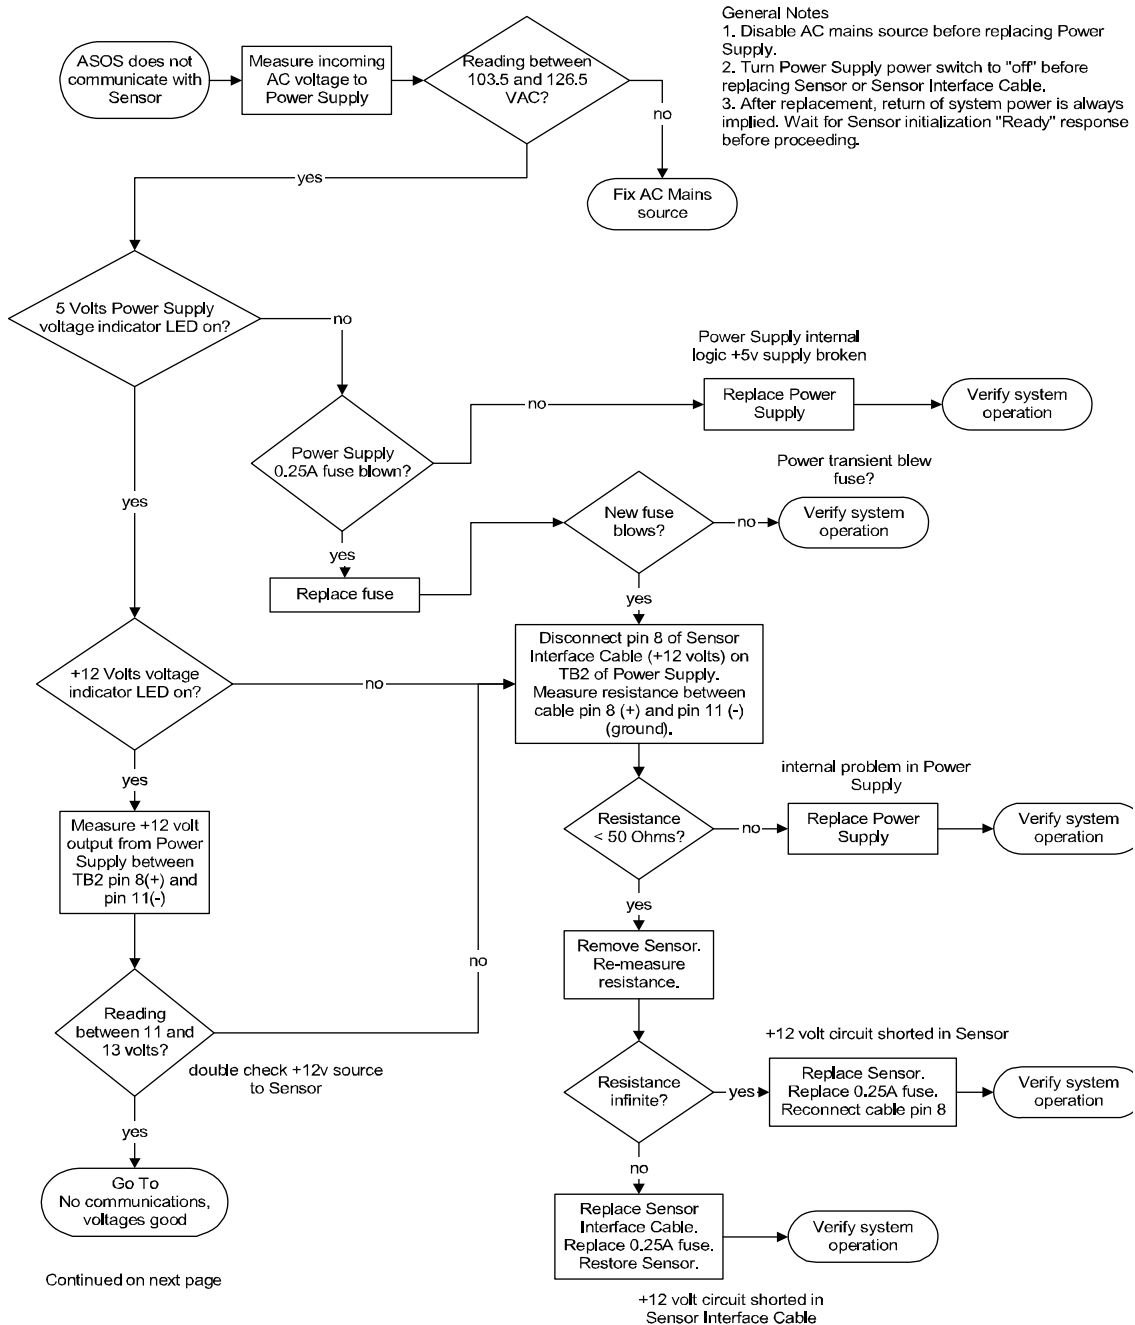 General Notes
1. Disable AC mains source before replacing Power
Supply.
2. Turn Power Supply power switch to "off" before
replacing Sensor or Sensor Interface Cable.
3. After replacement, return of system power is always
implied. Wait for Sensor initialization "Ready" response
before proceeding.
ASOS does not
communicate with
Sensor
Measure incoming
AC voltage to
Power Supply
Reading between
103.5 and 126.5
VAC?
no
Fix AC Mains
source
yes
5 Volts Power Supply
voltage indicator LED on?
no
Power Supply
0.25A fuse blown?
no
Power Supply internal
logic +5v supply broken
Replace Power
Supply
Verify system
operation
yes
Replace fuse
New fuse
blows?
no
Power transient blew
fuse?
Verify system
operation
yes
yes
+12 Volts voltage
indicator LED on?
no
Disconnect pin 8 of Sensor
Interface Cable (+12 volts) on
TB2 of Power Supply.
Measure resistance between
cable pin 8 (+) and pin 11 (-)
(ground).
yes
Measure +12 volt
output from Power
Supply between
TB2 pin 8(+) and
pin 11(-)
Resistance
< 50 Ohms?
no
internal problem in Power
Supply
Replace Power
Supply
Verify system
operation
yes
Remove Sensor.
Re-measure
resistance.
Reading
between 11 and
13 volts?
no
double check +12v source
to Sensor
Resistance
infinite?
yes
+12 volt circuit shorted in Sensor
Replace Sensor.
Replace 0.25A fuse.
Reconnect cable pin 8
Verify system
operation
yes
Go To
No communications,
voltages good
no
Replace Sensor
Interface Cable.
Replace 0.25A fuse.
Restore Sensor.
Verify system
operation
Continued on next page
+12 volt circuit shorted in
Sensor Interface Cable